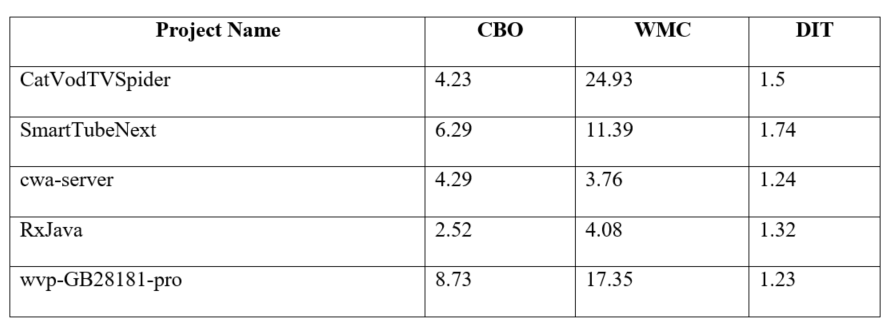 Project Name CBO WMC DIT
CatVodTVSpider 4.23 24.93 1.5
SmartTubeNext 6.29 11.39 1.74
cwa-server 4.29 3.76 1.24
RxJava 2.52 4.08 1.32
wvp-GB28181-pro 8.73 17.35 1.23